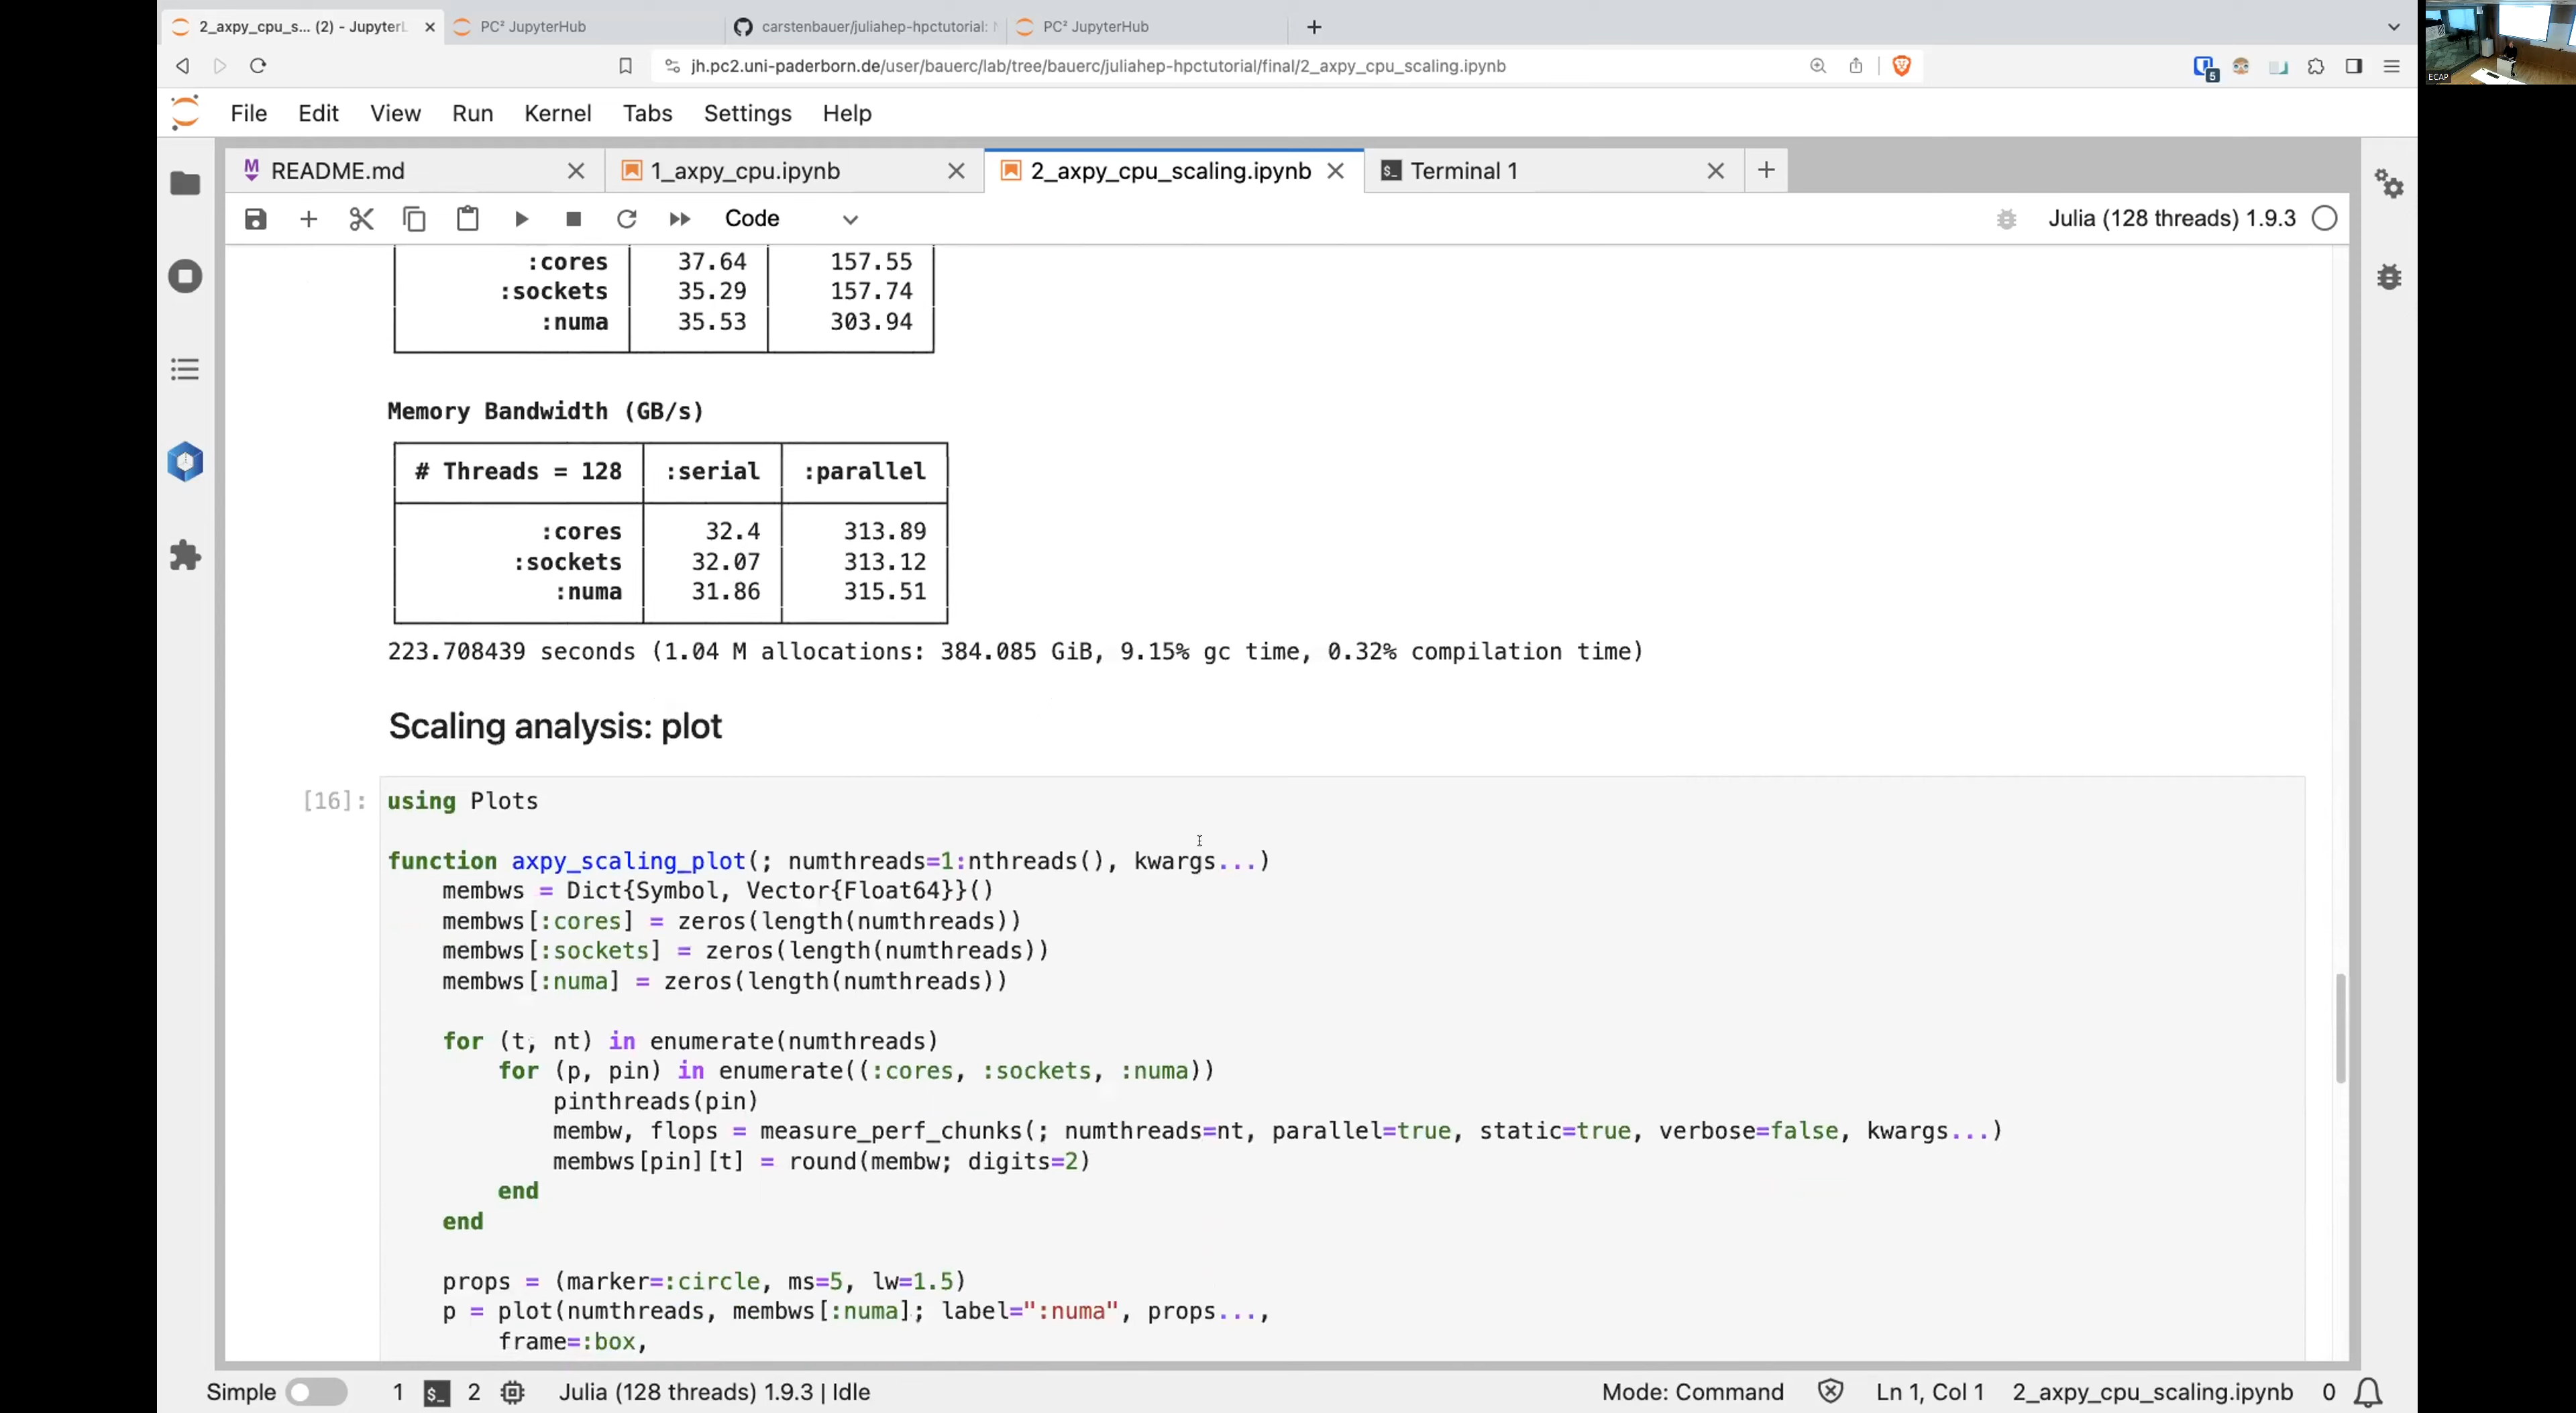 2_axpy_cpu_s... (2) - JupyterL
PC² JupyterHub
carstenbauer/juliahep-hpctutorial:
PC² JupyterHub
jh.pc2.uni-paderborn.de/user/bauerc/lab/tree/bauerc/juliahep-hpctutorial/final/2_axpy_cpu_scaling.ipynb
5
ECAP
File Edit View Run Kernel Tabs Settings Help
README.md
1_axpy_cpu.ipynb
2_axpy_cpu_scaling.ipynb
Terminal 1
Code
Julia (128 threads) 1.9.3
:cores 37.64 157.55
:sockets 35.29 157.74
:numa 35.53 303.94
Memory Bandwidth (GB/s)
# Threads = 128 :serial :parallel
:cores 32.4 313.89
:sockets 32.07 313.12
:numa 31.86 315.51
223.708439 seconds (1.04 M allocations: 384.085 GiB, 9.15% gc time, 0.32% compilation time)
Scaling analysis: plot
[16]: using Plots
function axpy_scaling_plot(; numthreads=1:nthreads(), kwargs...)
membws = Dict{Symbol, Vector{Float64}}()
membws[:cores] = zeros(length(numthreads))
membws[:sockets] = zeros(length(numthreads))
membws[:numa] = zeros(length(numthreads))
for (t, nt) in enumerate(numthreads)
for (p, pin) in enumerate((:cores, :sockets, :numa))
pinthreads(pin)
membw, flops = measure_perf_chunks(; numthreads=nt, parallel=true, static=true, verbose=false, kwargs...)
membws[pin][t] = round(membw; digits=2)
end
end
props = (marker=:circle, ms=5, lw=1.5)
p = plot(numthreads, membws[:numa]; label=":numa", props...,
frame=:box,
Simple 1 $_ 2 Julia (128 threads) 1.9.3 | Idle Mode: Command Ln 1, Col 1 2_axpy_cpu_scaling.ipynb 0